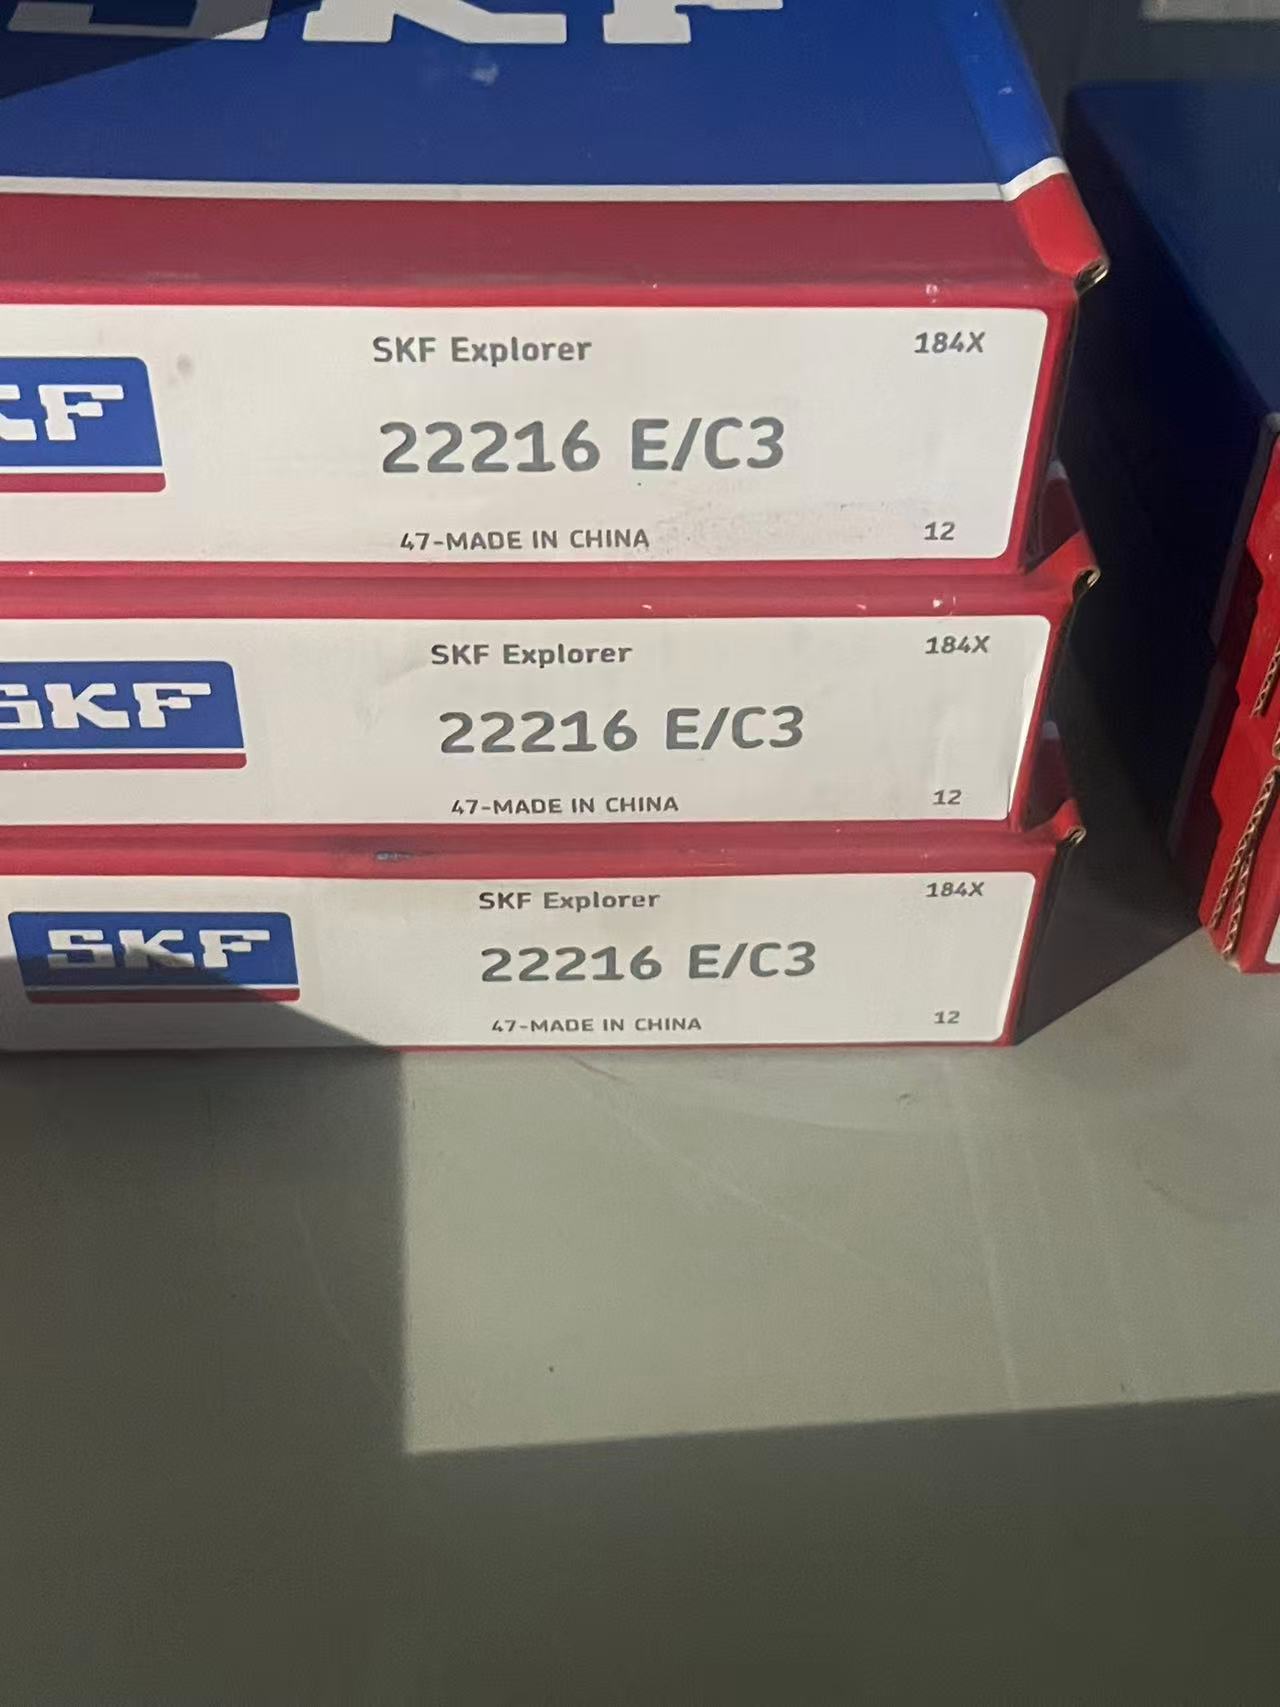 SKF
SKF Explorer 184X
22216 E/C3
47-MADE IN CHINA 12
SKF
SKF Explorer 184X
22216 E/C3
47-MADE IN CHINA 12
SKF
SKF Explorer 184X
22216 E/C3
47-MADE IN CHINA 12